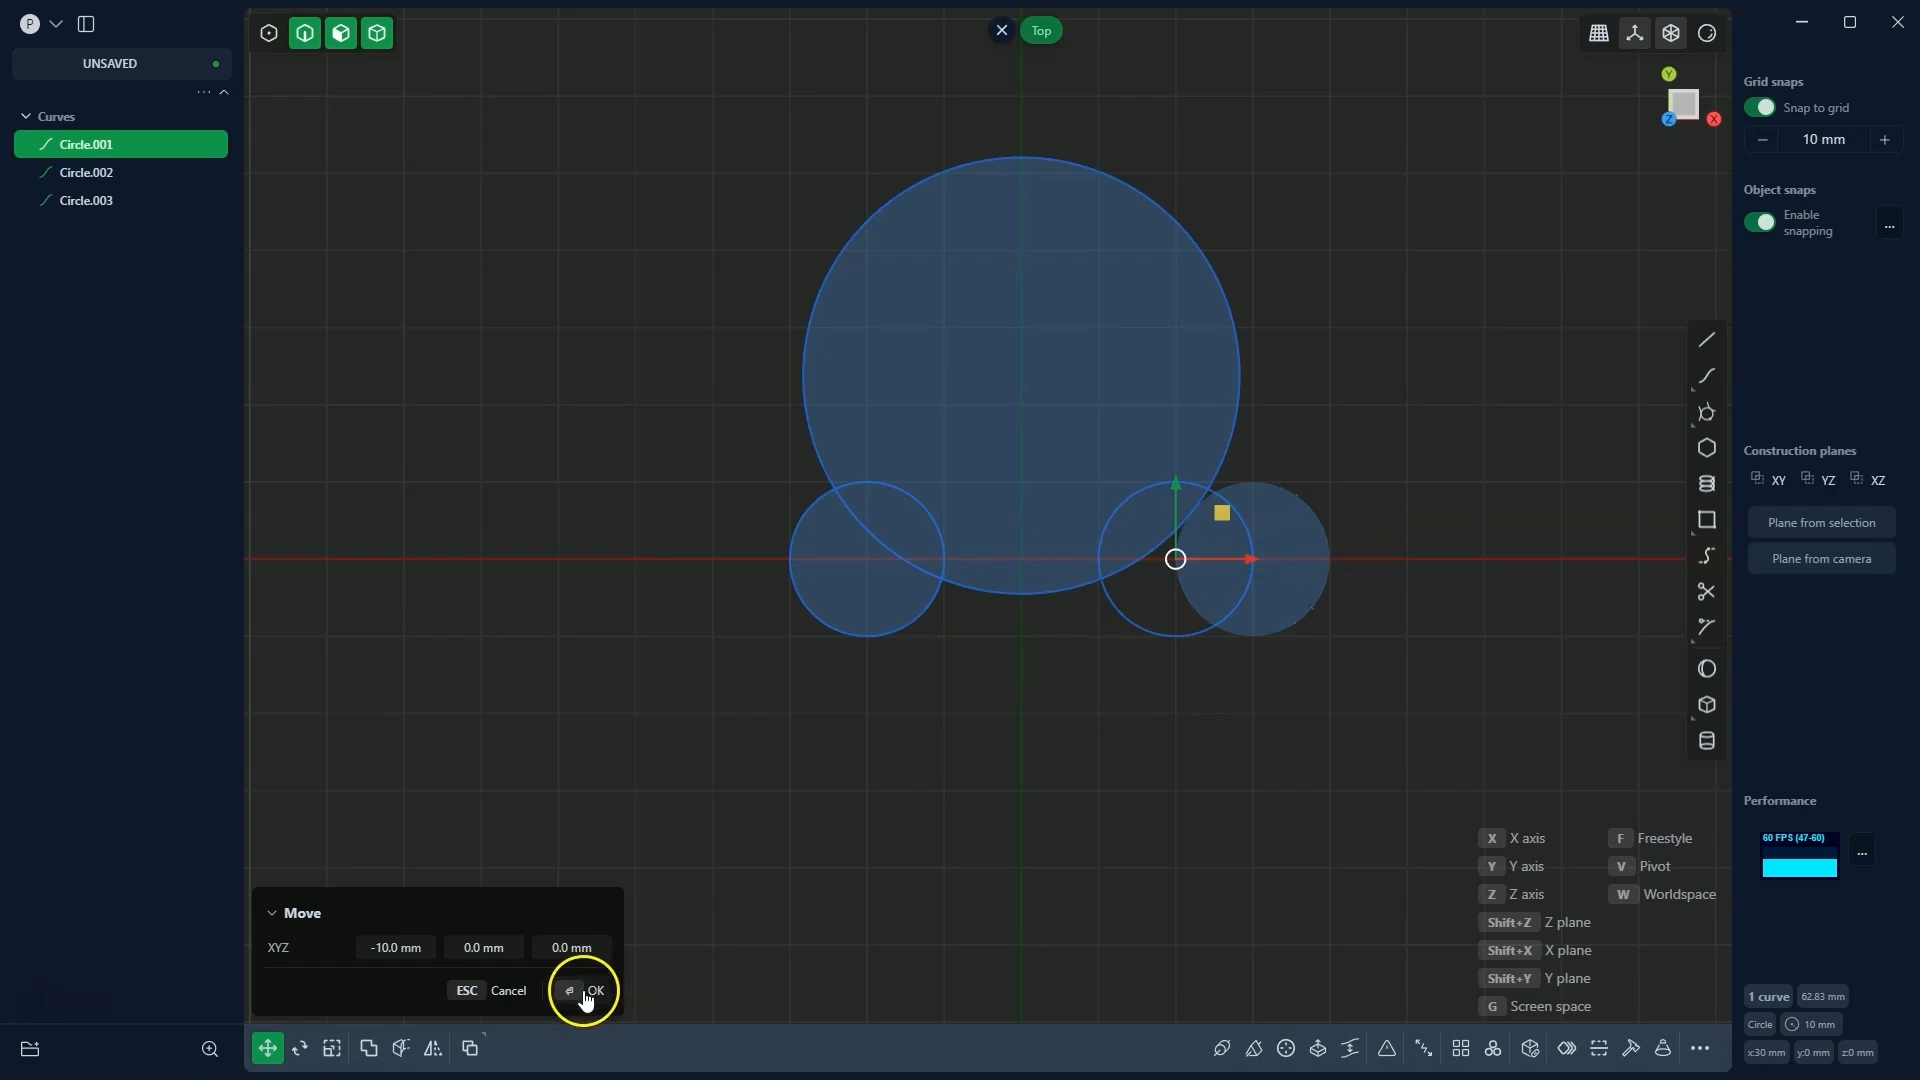 P
UNSAVED
Curves
Circle.001
Circle.002
Circle.003
Top
Y
Z
X
Grid snaps
Snap to grid
10 mm
Object snaps
Enable
snapping
...
Construction planes
XY
YZ
XZ
Plane from selection
Plane from camera
Performance
60 FPS (47-60)
...
X X axis
F Freestyle
Y Y axis
V Pivot
Z Z axis
W Worldspace
Shift+Z Z plane
Shift+X X plane
Shift+Y Y plane
G Screen space
Move
XYZ
-10.0 mm
0.0 mm
0.0 mm
ESC Cancel
OK
1 curve
62.83 mm
Circle
10 mm
x:30 mm
y:0 mm
z:0 mm